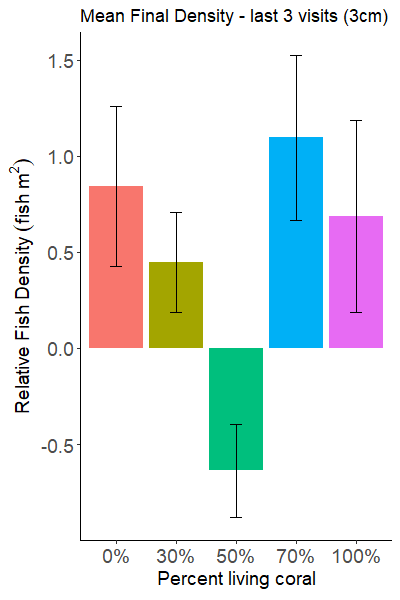 Mean Final Density - last 3 visits (3cm)
Relative Fish Density (fish m²)
1.5
1.0
0.5
0.0
-0.5
0% 30% 50% 70% 100%
Percent living coral